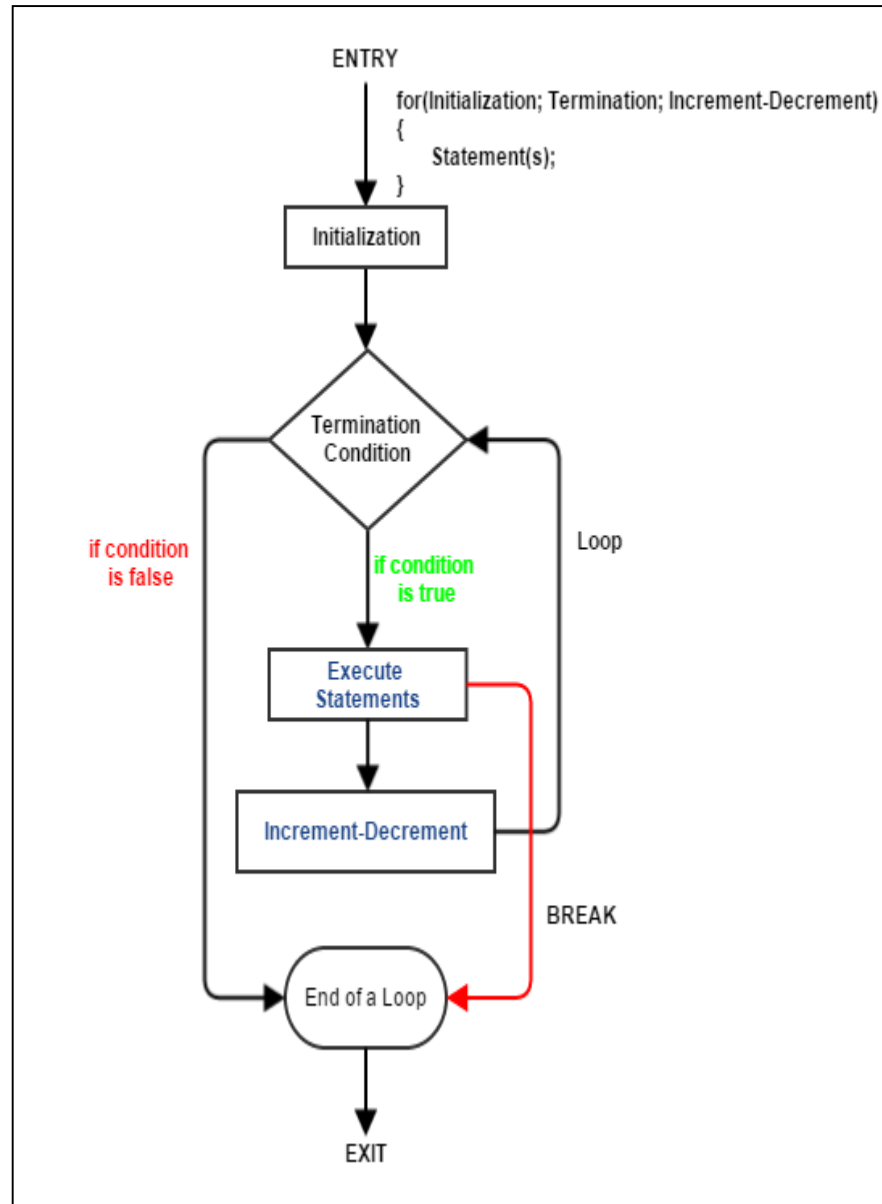 ENTRY
for(Initialization; Termination; Increment-Decrement)
{
Statement(s);
}
Initialization
Termination
Condition
if condition
is false
if condition
is true
Loop
Execute
Statements
Increment-Decrement
BREAK
End of a Loop
EXIT